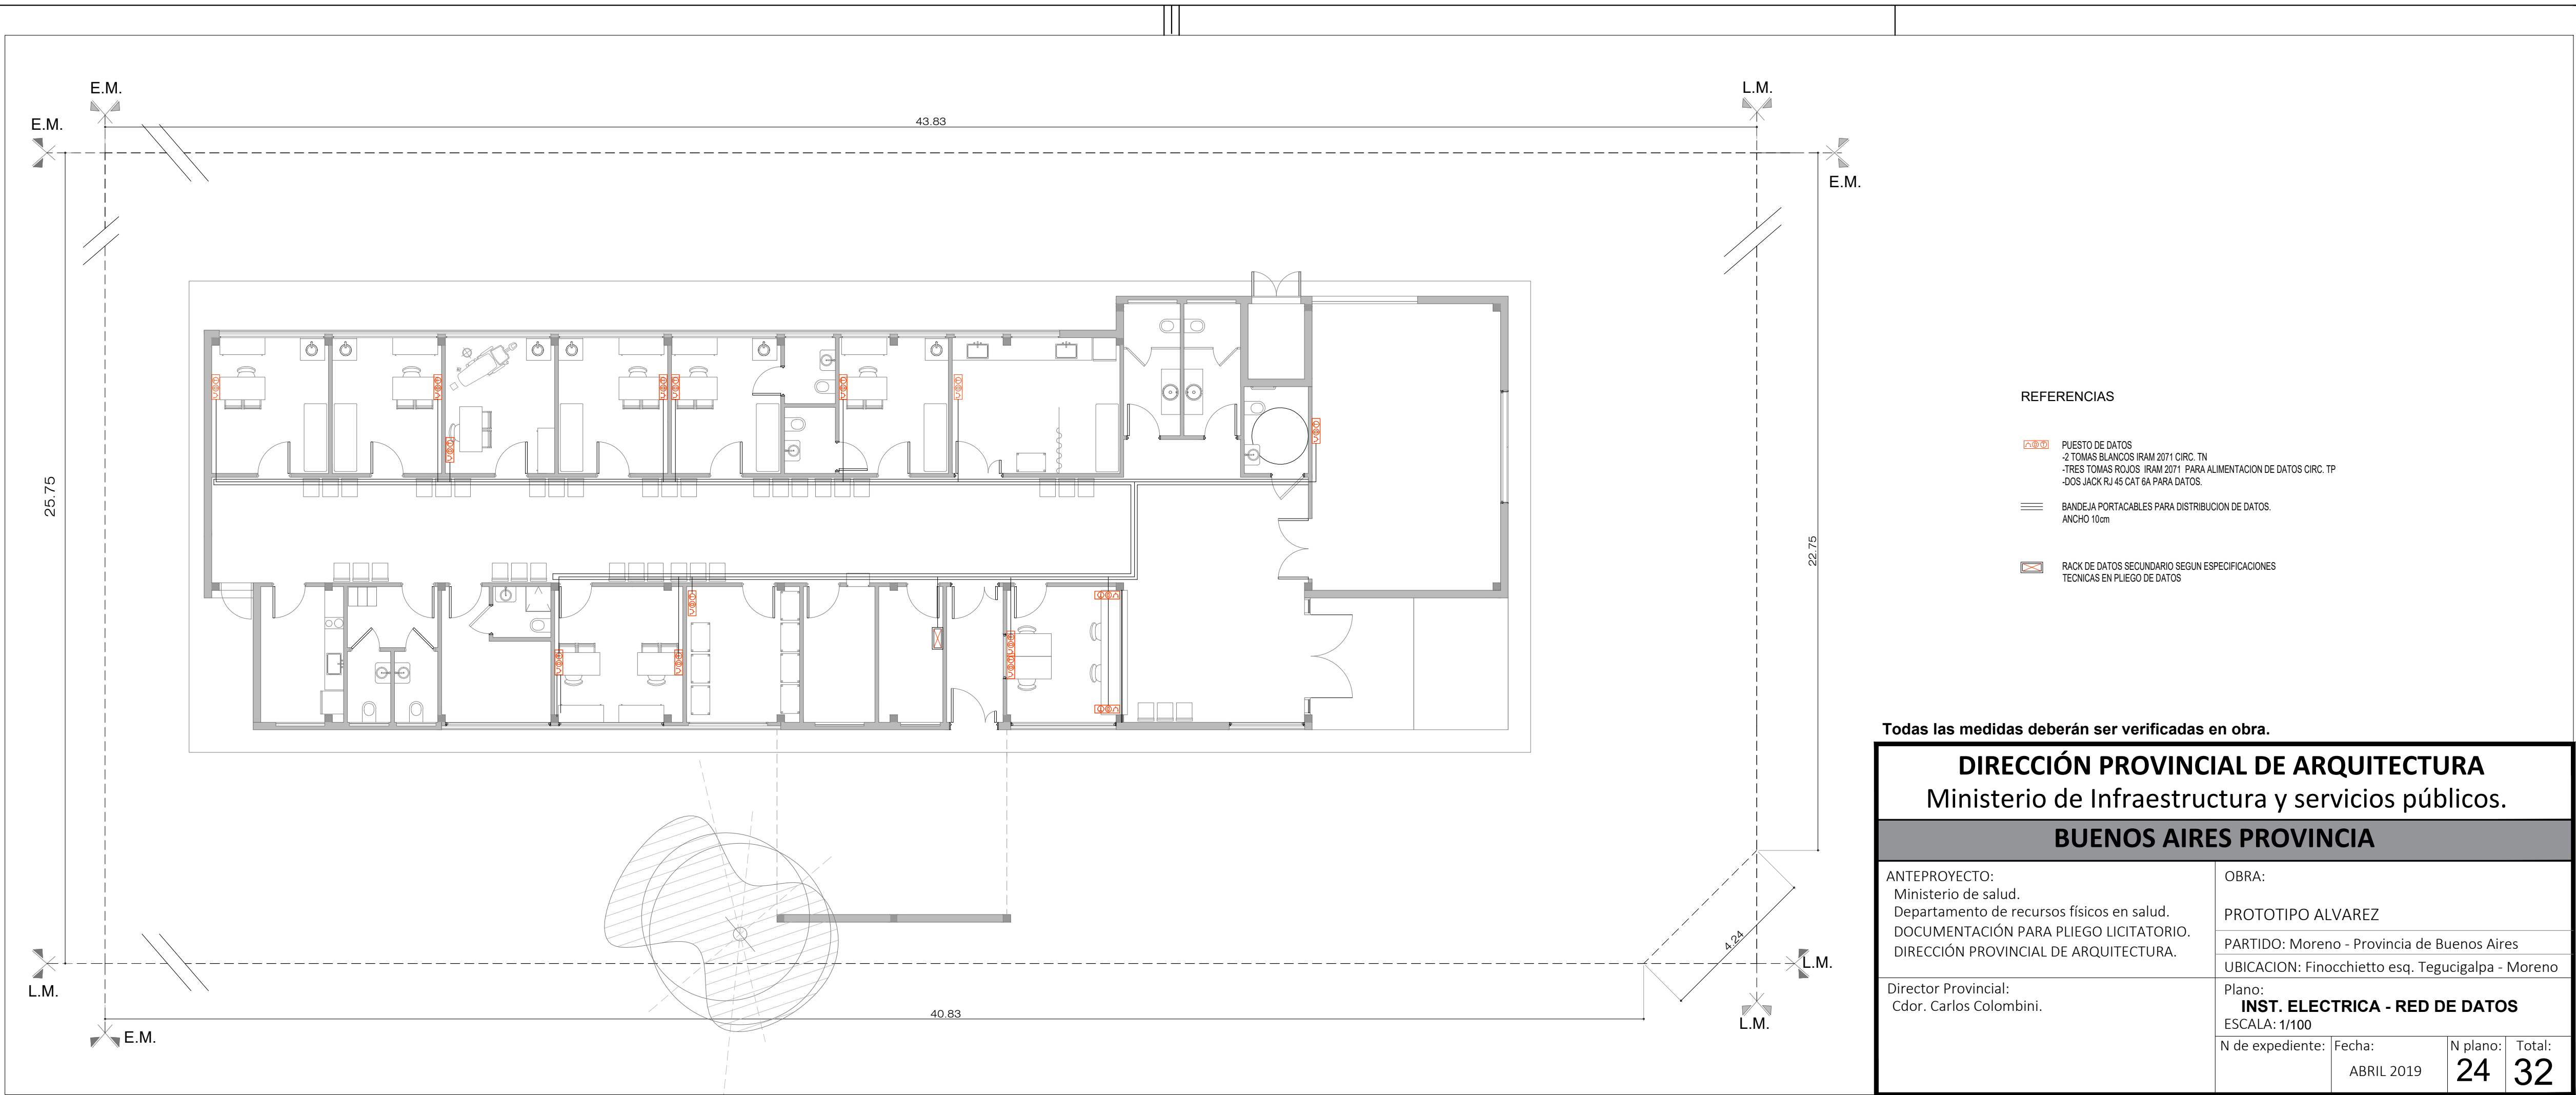 E.M.
L.M.
E.M.
43.83
E.M.
25.75
22.75
REFERENCIAS
PUESTO DE DATOS
-2 TOMAS BLANCOS IRAM 2071 CIRC. TN
-TRES TOMAS ROJOS IRAM 2071 PARA ALIMENTACION DE DATOS CIRC. TP
-DOS JACK RJ 45 CAT 6A PARA DATOS.
BANDEJA PORTACABLES PARA DISTRIBUCION DE DATOS.
ANCHO 10cm
RACK DE DATOS SECUNDARIO SEGUN ESPECIFICACIONES
TECNICAS EN PLIEGO DE DATOS
4.24
L.M.
L.M.
40.83
L.M.
E.M.
Todas las medidas deberán ser verificadas en obra.
DIRECCIÓN PROVINCIAL DE ARQUITECTURA
Ministerio de Infraestructura y servicios públicos.
BUENOS AIRES PROVINCIA
ANTEPROYECTO:
Ministerio de salud.
Departamento de recursos físicos en salud.
DOCUMENTACIÓN PARA PLIEGO LICITATORIO.
DIRECCIÓN PROVINCIAL DE ARQUITECTURA.
Director Provincial:
Cdor. Carlos Colombini.
OBRA:
PROTOTIPO ALVAREZ
PARTIDO: Moreno - Provincia de Buenos Aires
UBICACION: Finocchietto esq. Tegucigalpa - Moreno
Plano:
INST. ELECTRICA - RED DE DATOS
ESCALA: 1/100
N de expediente:
Fecha:
ABRIL 2019
N plano:
24
Total:
32